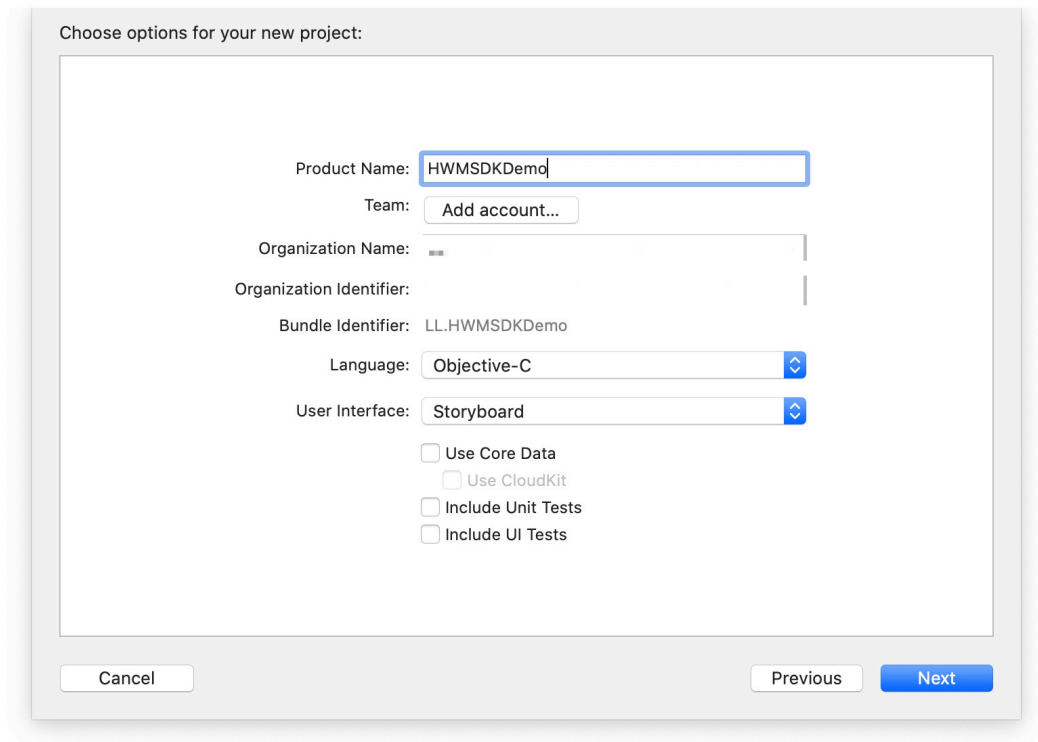 Choose options for your new project:
Product Name: HWMSDKDemo
Team: Add account...
Organization Name:
Organization Identifier:
Bundle Identifier: LL.HWMSDKDemo
Language: Objective-C
User Interface: Storyboard
Use Core Data
Use CloudKit
Include Unit Tests
Include UI Tests
Cancel Previous Next